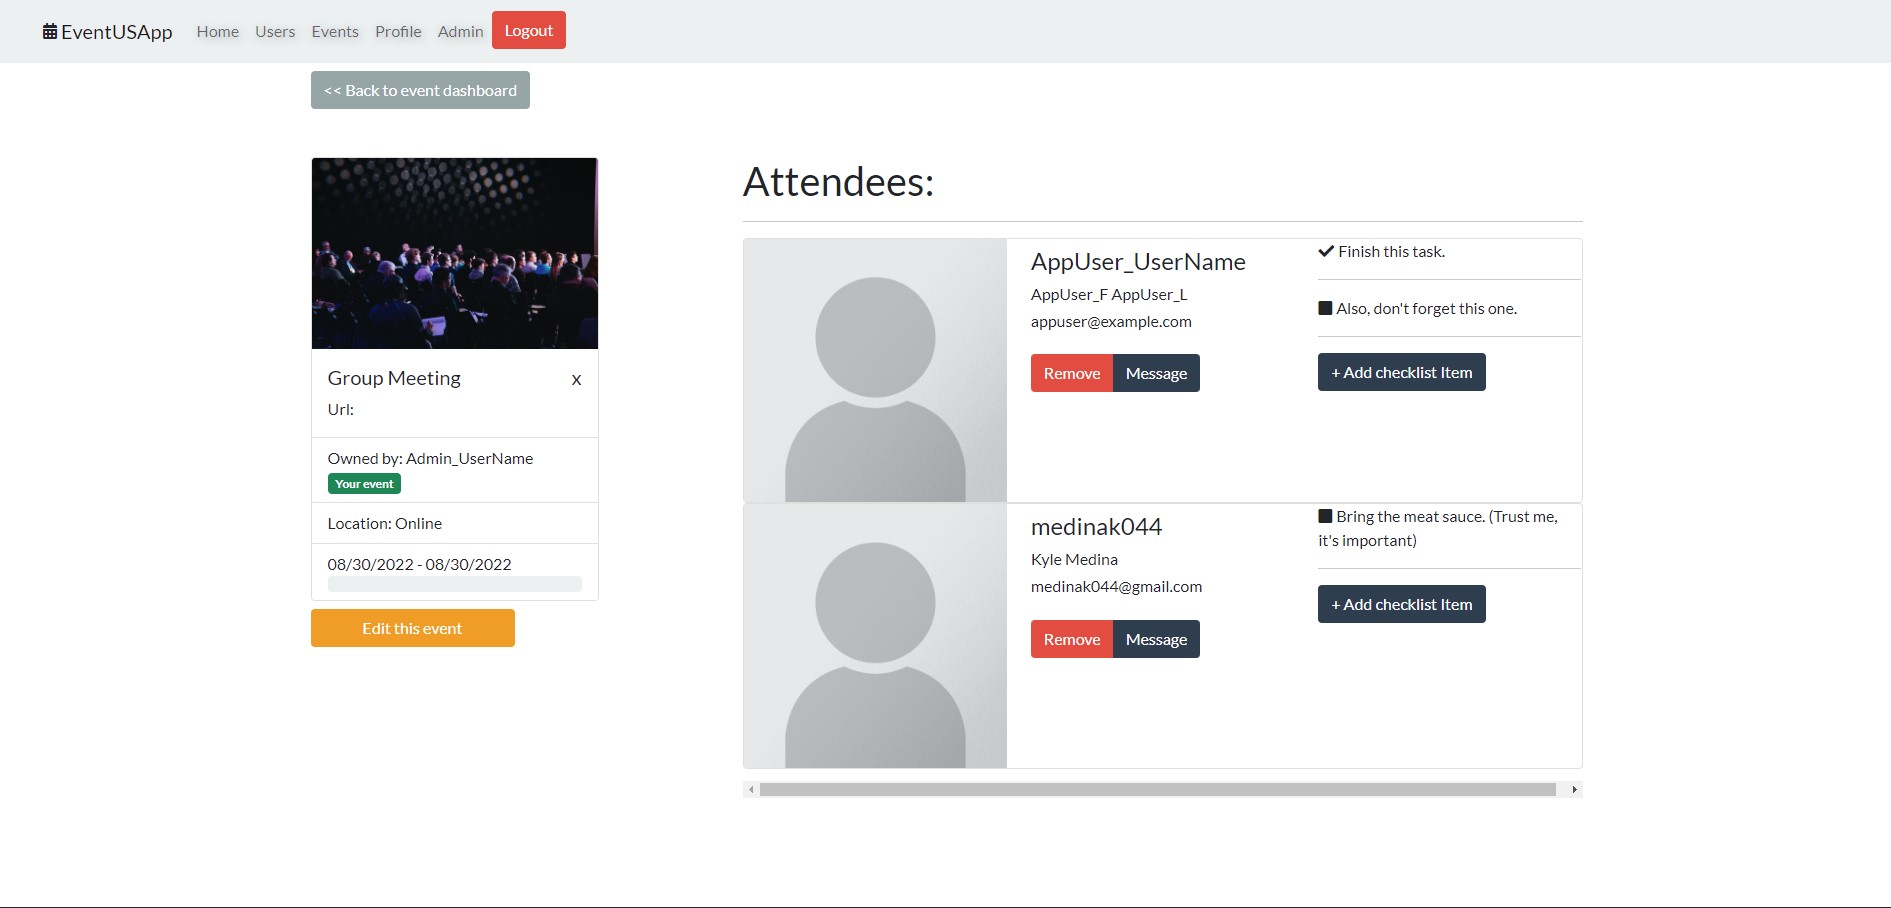 EventUSApp Home Users Events Profile Admin Logout
<< Back to event dashboard
Group Meeting x
Url:
Owned by: Admin_UserName
Your event
Location: Online
08/30/2022 - 08/30/2022
Edit this event
Attendees:
AppUser_UserName
AppUser_F AppUser_L
appuser@example.com
Remove Message
Finish this task.
Also, don't forget this one.
+ Add checklist Item
medinak044
Kyle Medina
medinak044@gmail.com
Remove Message
Bring the meat sauce. (Trust me,
it's important)
+ Add checklist Item